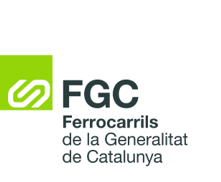 FGC
Ferrocarrils
de la Generalitat
de Catalunya